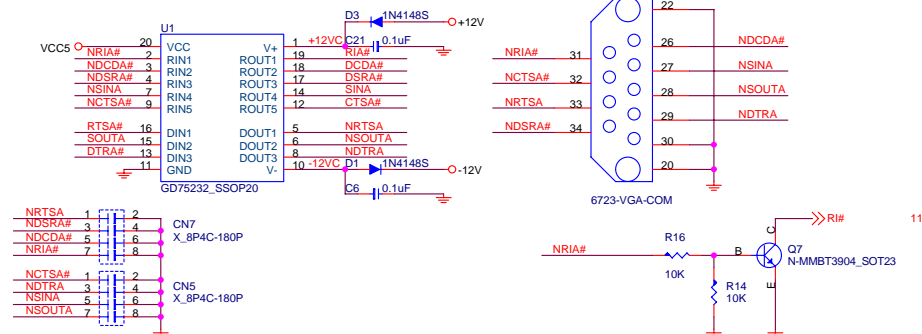 D3
1N4148S
+12V
22
U1
VCC5
20
VCC
V+
1
+12VC
C21
0.1uF
26
NDCDA#
NRIA#
2
RIN1
ROUT1
19
RIA#
NRIA#
31
NDCDA#
3
RIN2
ROUT2
18
DCDA#
27
NSINA
NDSRA#
4
RIN3
ROUT3
17
DSRA#
NCTSA#
32
NSINA
7
RIN4
ROUT4
14
SINA
28
NSOUTA
NCTSA#
9
RIN5
ROUT5
12
CTSA#
NRTSA
33
29
NDTRA
RTSA#
16
DIN1
DOUT1
5
NRTSA
NDSRA#
34
SOUTA
15
DIN2
DOUT2
6
NSOUTA
30
DTRA#
13
DIN3
DOUT3
8
NDTRA
11
GND
V-
10
-12VC
D1
1N4148S
-12V
20
GD75232_SSOP20
C6
0.1uF
6723-VGA-COM
NRTSA
1
2
NDSRA#
3
4
CN7
NDCDA#
5
6
X_8P4C-180P
NRIA#
7
8
RI#
11
C
NRIA#
R16
B
Q7
N-MMBT3904_SOT23
10K
E
R14
10K
NCTSA#
1
2
NDTRA
3
4
CN5
NSINA
5
6
X_8P4C-180P
NSOUTA
7
8